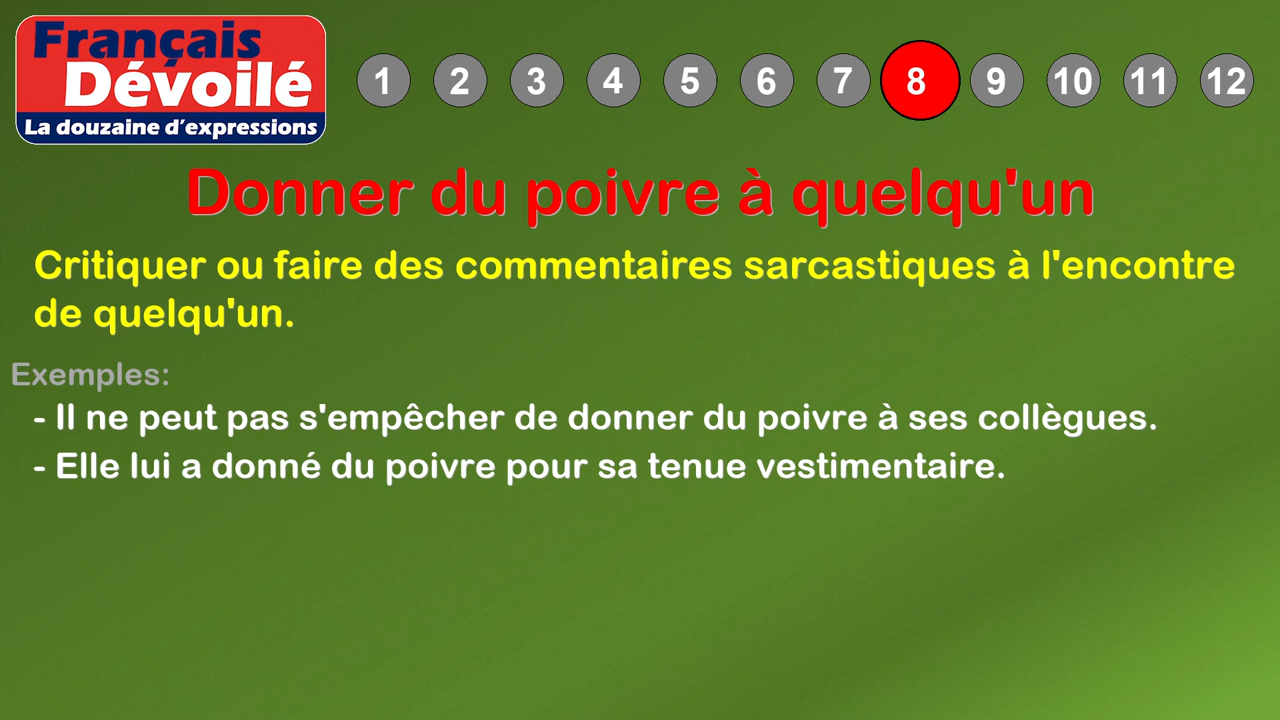 Français
Dévoilé
La douzaine d'expressions
1 2 3 4 5 6 7 8 9 10 11 12
Donner du poivre à quelqu'un
Critiquer ou faire des commentaires sarcastiques à l'encontre
de quelqu'un.
Exemples:
- Il ne peut pas s'empêcher de donner du poivre à ses collègues.
- Elle lui a donné du poivre pour sa tenue vestimentaire.